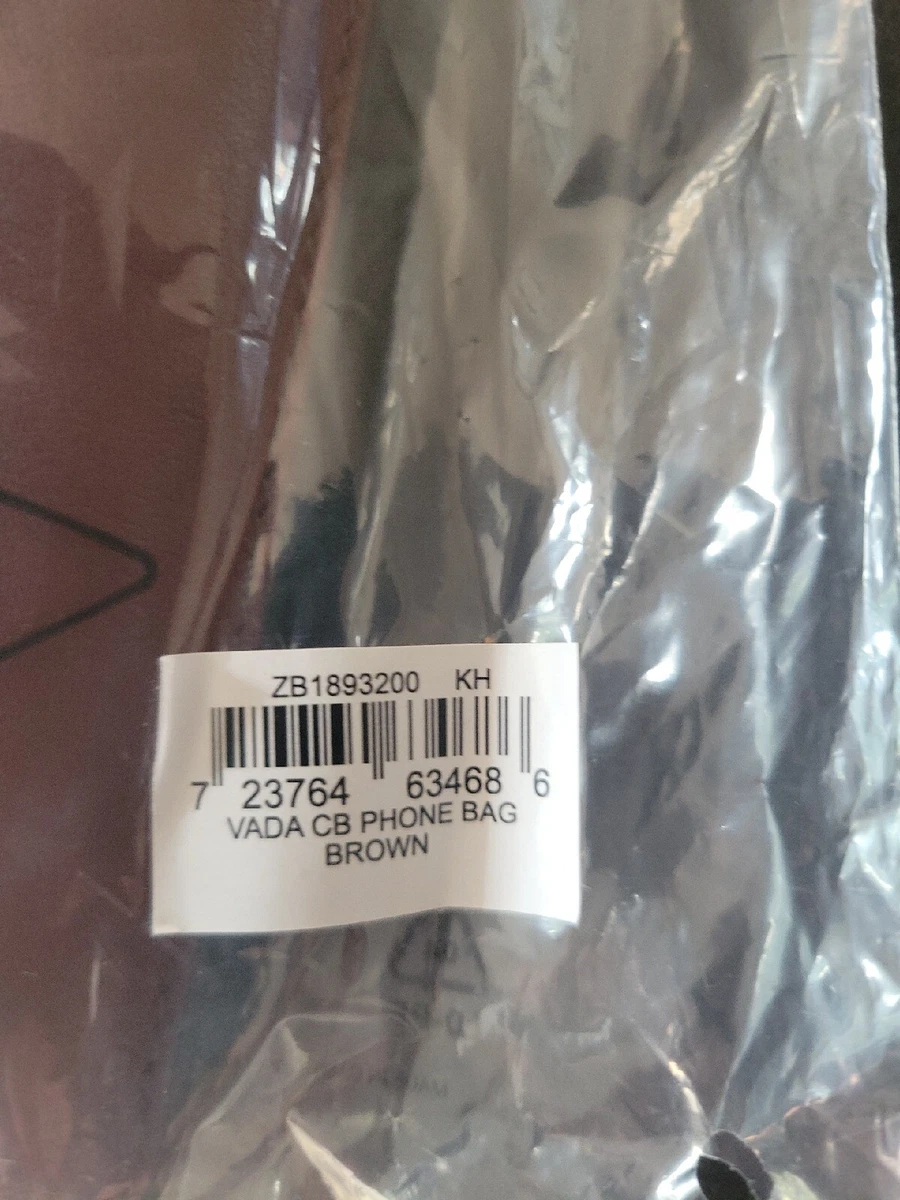 ZB1893200 KH
7 23764 63468 6
VADA CB PHONE BAG
BROWN